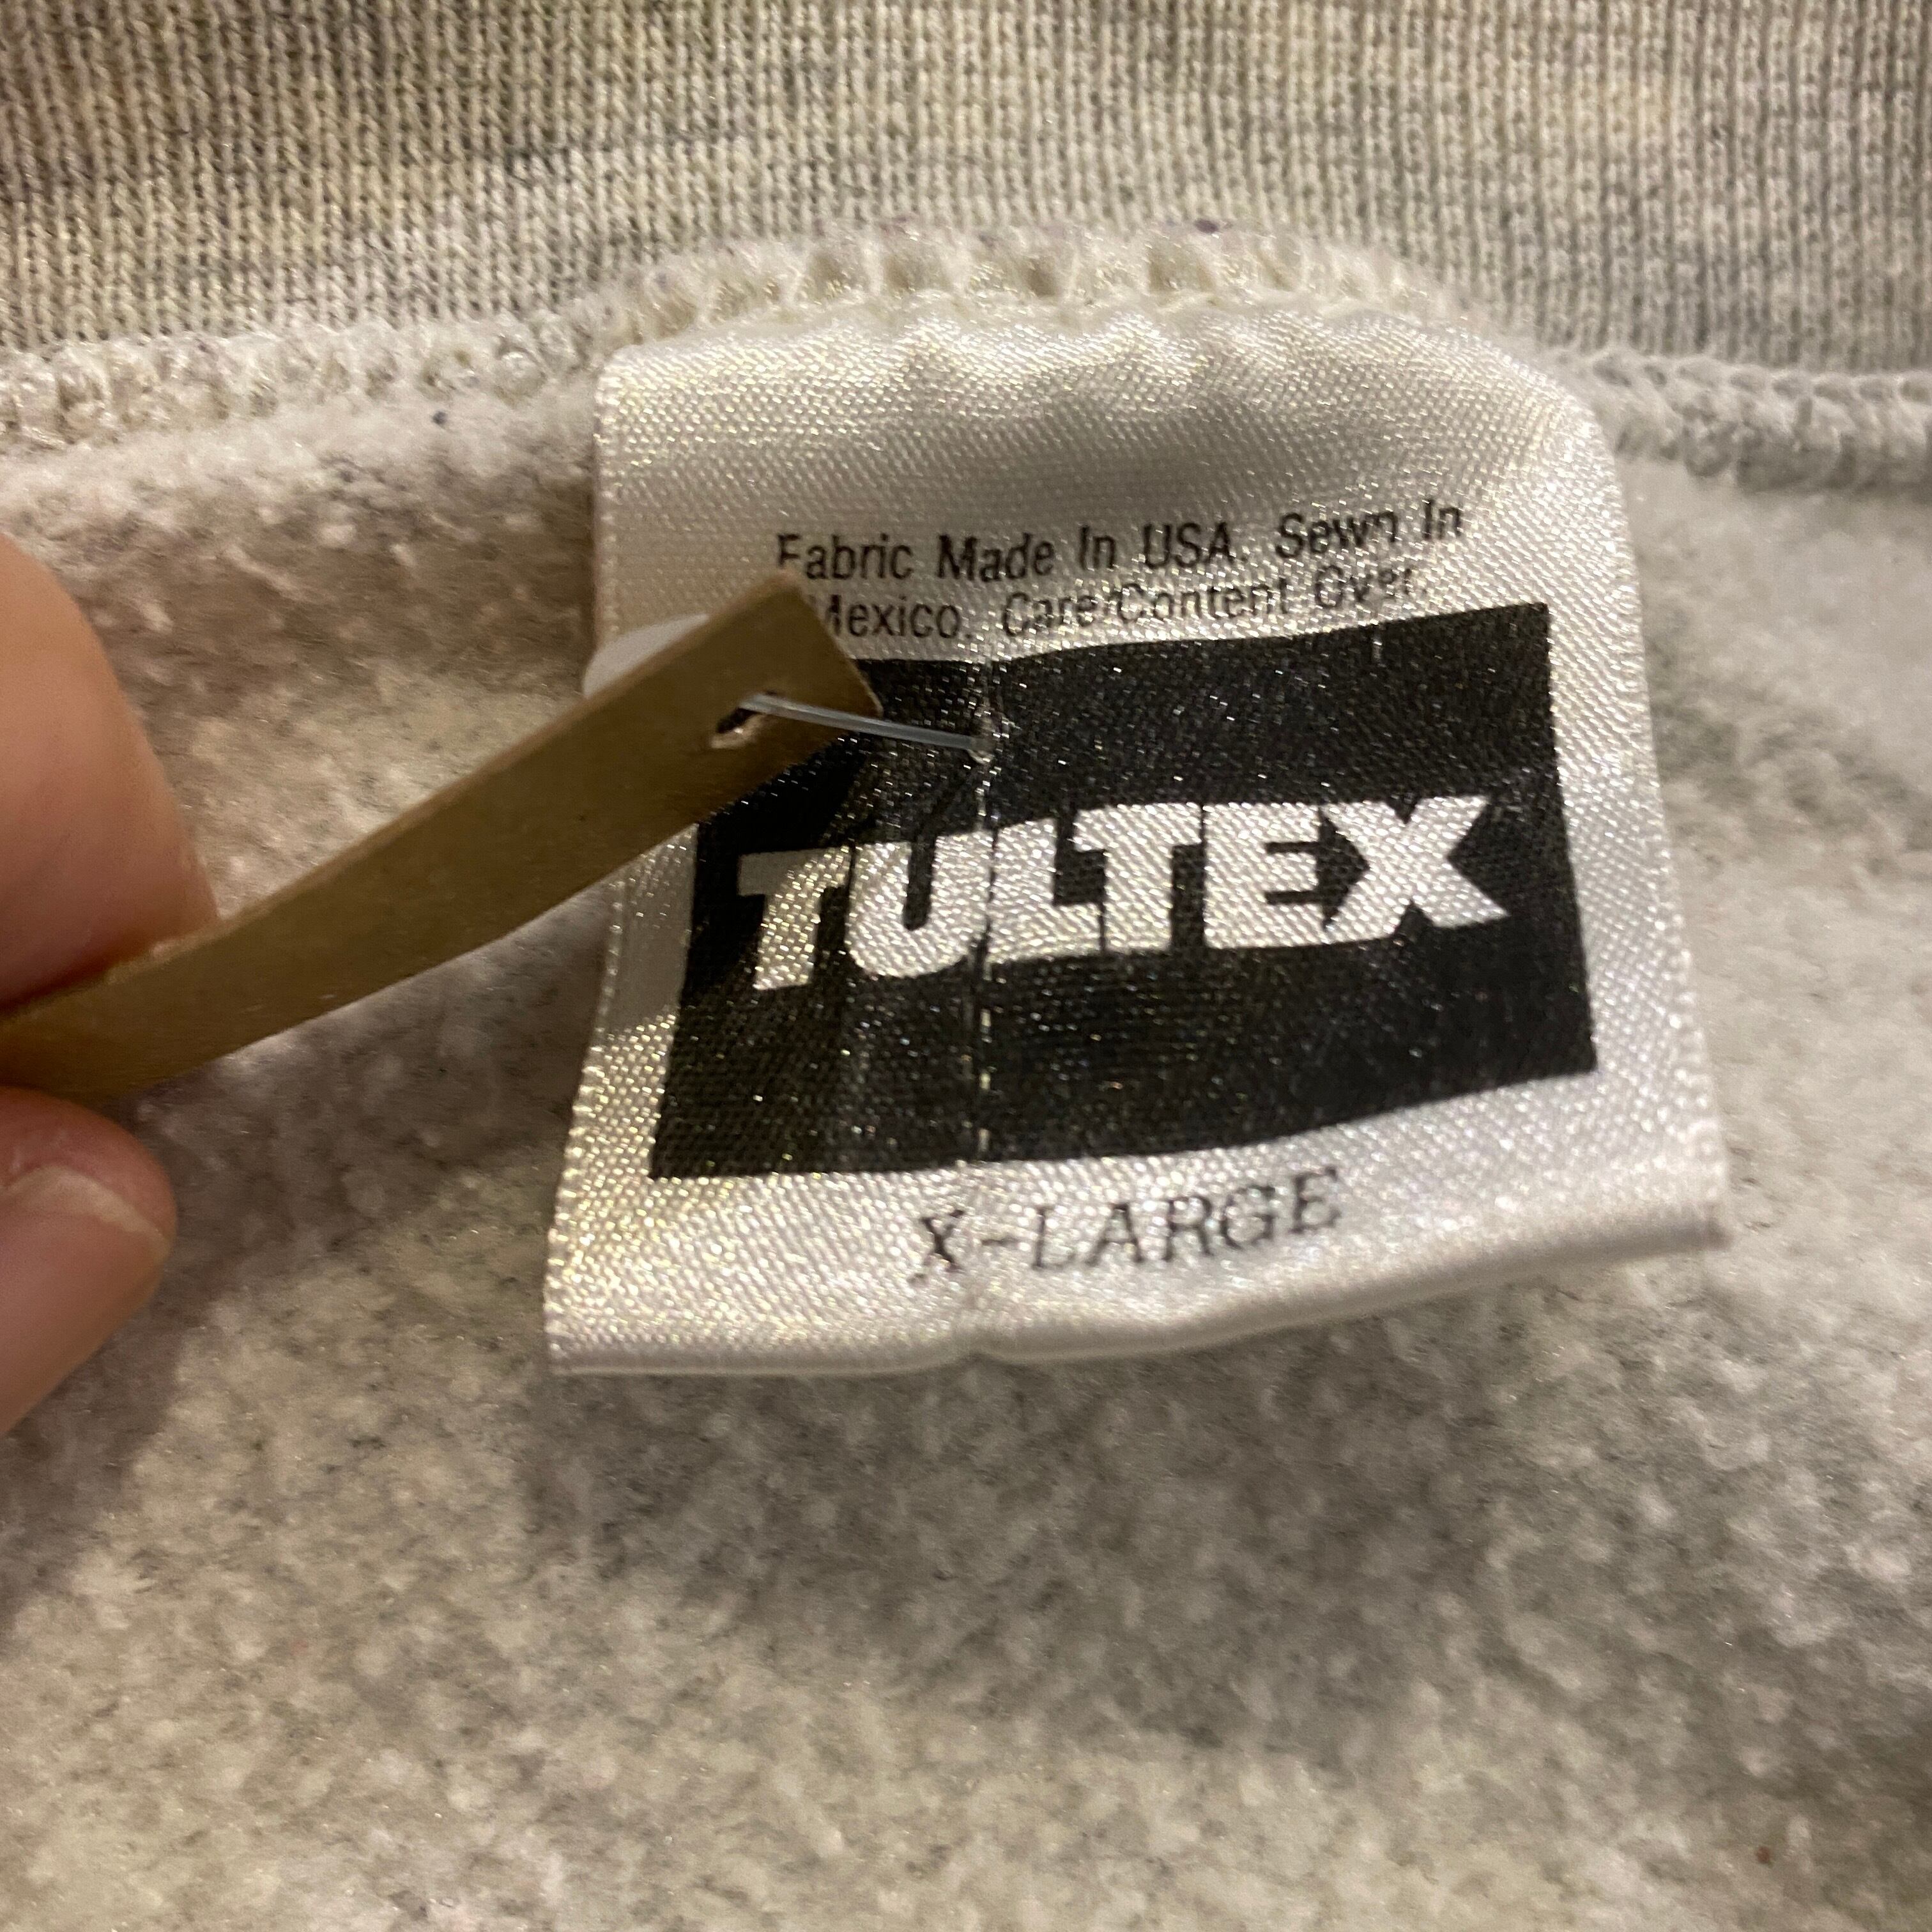 Fabric Made In USA. Sewn In
Mexico. Care/Content Over.
TULTEX
X-LARGE